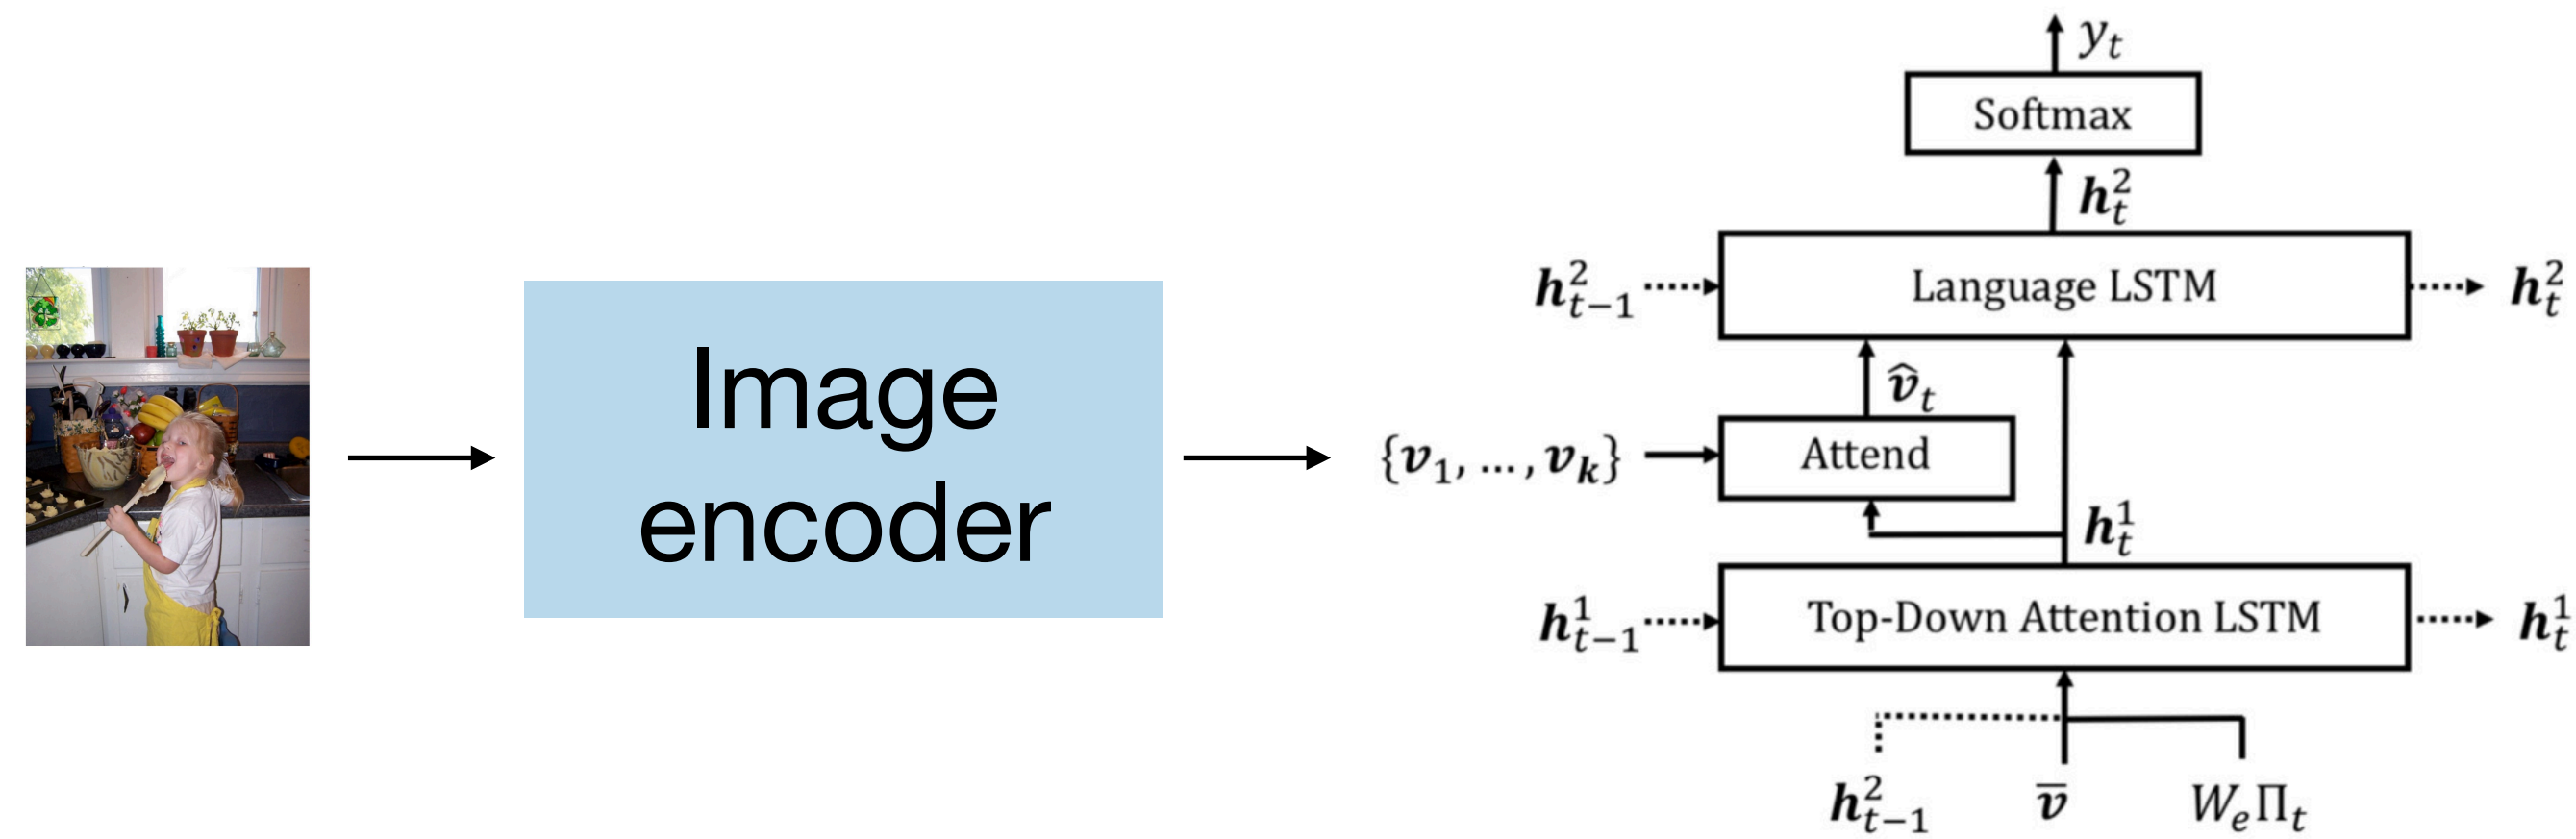 Image
encoder
y_t
Softmax
h_t^2
h_{t-1}^2
Language LSTM
h_t^2
v̂_t
{v_1, ..., v_k}
Attend
h_t^1
h_{t-1}^1
Top-Down Attention LSTM
h_t^1
h_{t-1}^2
v̄
W_eΠ_t